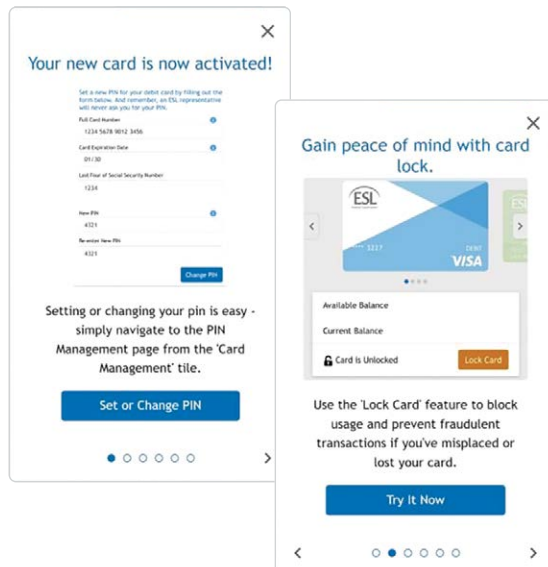 Your new card is now activated!
Set a new PIN for your debit card by filling out the
form below. And remember, an ESL representative
will never ask you for your PIN.
Full Card Number
1234 5678 9012 3456
Card Expiration Date
01/30
Last Four of Social Security Number
1234
New PIN
4321
Re-enter New PIN
4321
Change PIN
Setting or changing your pin is easy -
simply navigate to the PIN
Management page from the 'Card
Management' tile.
Set or Change PIN
Gain peace of mind with card
lock.
ESL
ESL
3317
DEBIT
VISA
Available Balance
Current Balance
Card is Unlocked
Lock Card
Use the 'Lock Card' feature to block
usage and prevent fraudulent
transactions if you've misplaced or
lost your card.
Try It Now